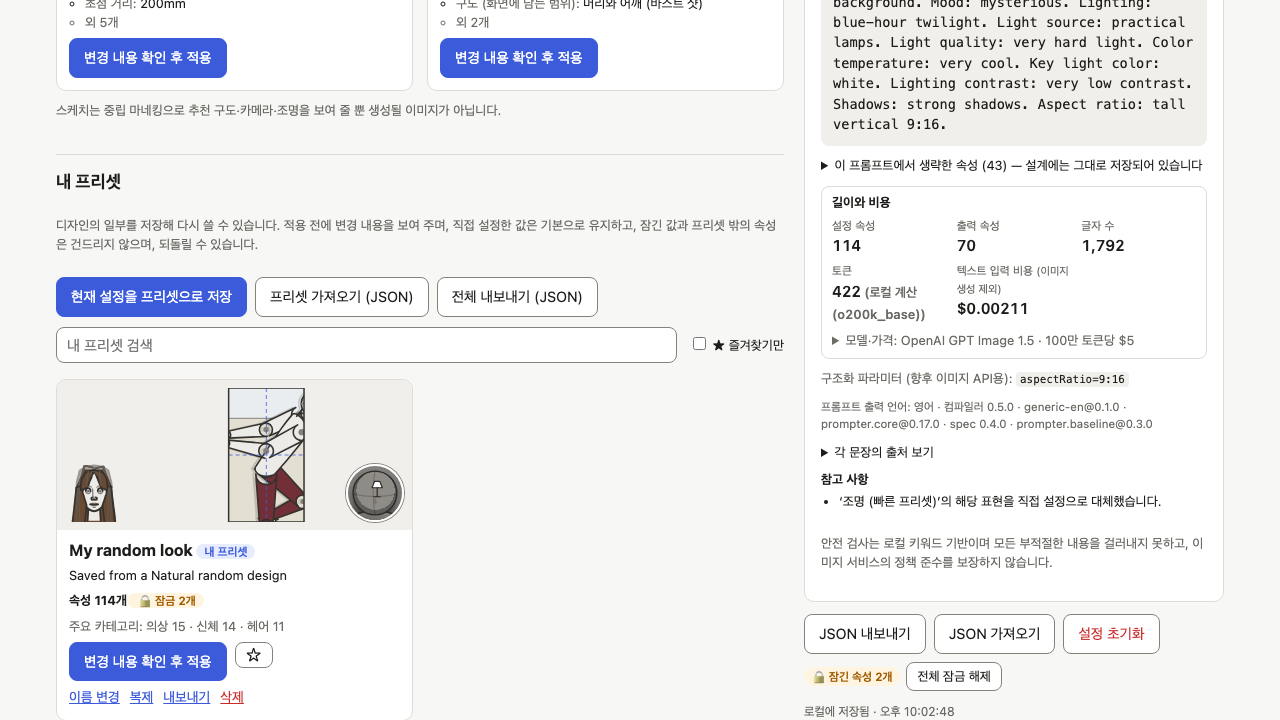 초점 거리: 200mm
외 5개
변경 내용 확인 후 적용
구도 (화면에 담는 범위): 머리와 어깨 (바스트 샷)
외 2개
변경 내용 확인 후 적용
스케치는 중립 마네킹으로 추천 구도·카메라·조명을 보여 줄 뿐 생성될 이미지가 아닙니다.
내 프리셋
디자인의 일부를 저장해 다시 쓸 수 있습니다. 적용 전에 변경 내용을 보여 주며, 직접 설정한 값은 기본으로 유지하고, 잠긴 값과 프리셋 밖의 속성
은 건드리지 않으며, 되돌릴 수 있습니다.
현재 설정을 프리셋으로 저장
프리셋 가져오기 (JSON)
전체 내보내기 (JSON)
내 프리셋 검색
★ 즐겨찾기만
My random look 내 프리셋
Saved from a Natural random design
속성 114개 🔒 잠금 2개
주요 카테고리: 의상 15 · 신체 14 · 헤어 11
변경 내용 확인 후 적용
☆
이름 변경 복제 내보내기 삭제
background. Mood: mysterious. Lighting:
blue-hour twilight. Light source: practical
lamps. Light quality: very hard light. Color
temperature: very cool. Key light color:
white. Lighting contrast: very low contrast.
Shadows: strong shadows. Aspect ratio: tall
vertical 9:16.
▶ 이 프롬프트에서 생략한 속성 (43) — 설계에는 그대로 저장되어 있습니다
길이와 비용
설정 속성
114
출력 속성
70
글자 수
1,792
토큰
422 (로컬 계산
(o200k_base))
텍스트 입력 비용 (이미지
생성 제외)
$0.00211
▶ 모델·가격: OpenAI GPT Image 1.5 · 100만 토큰당 $5
구조화 파라미터 (향후 이미지 API용): aspectRatio=9:16
프롬프트 출력 언어: 영어 · 컴파일러 0.5.0 · generic-en@0.1.0 ·
prompter.core@0.17.0 · spec 0.4.0 · prompter.baseline@0.3.0
▶ 각 문장의 출처 보기
참고 사항
‘조명 (빠른 프리셋)’의 해당 표현을 직접 설정으로 대체했습니다.
안전 검사는 로컬 키워드 기반이며 모든 부적절한 내용을 걸러내지 못하고, 이
미지 서비스의 정책 준수를 보장하지 않습니다.
JSON 내보내기
JSON 가져오기
설정 초기화
🔒 잠긴 속성 2개
전체 잠금 해제
로컬에 저장됨 · 오후 10:02:48